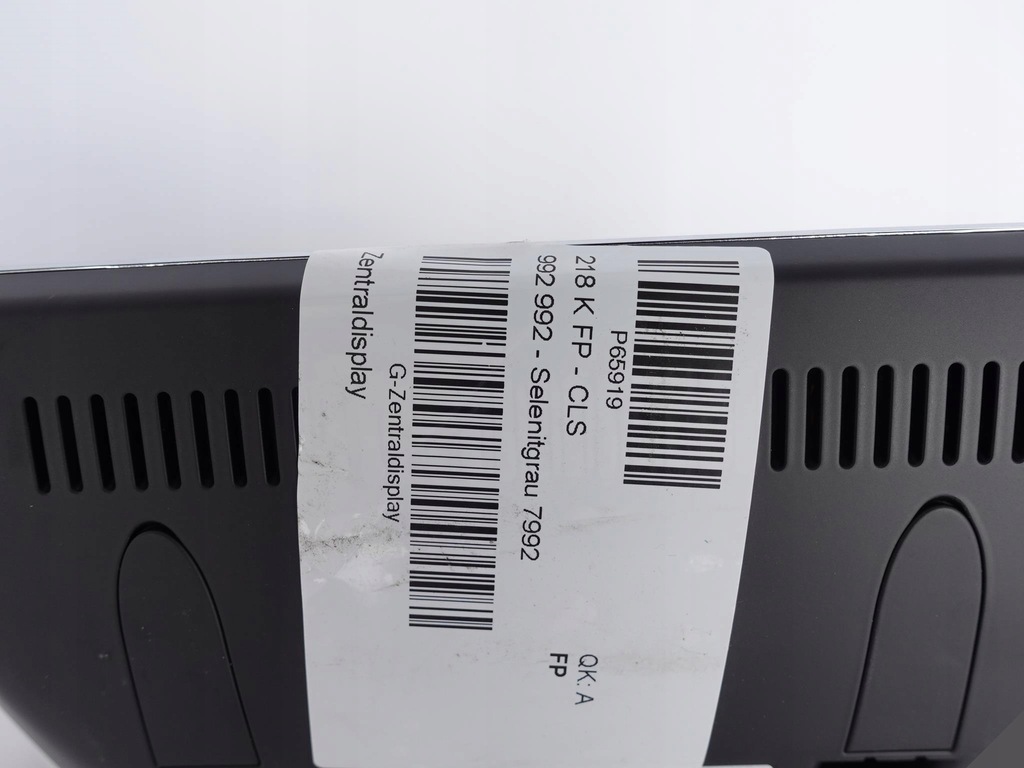 P65919
218 K FP - CLS
992 992 - Selenitgrau 7992
QK: A
FP
G-Zentraldisplay
Zentraldisplay